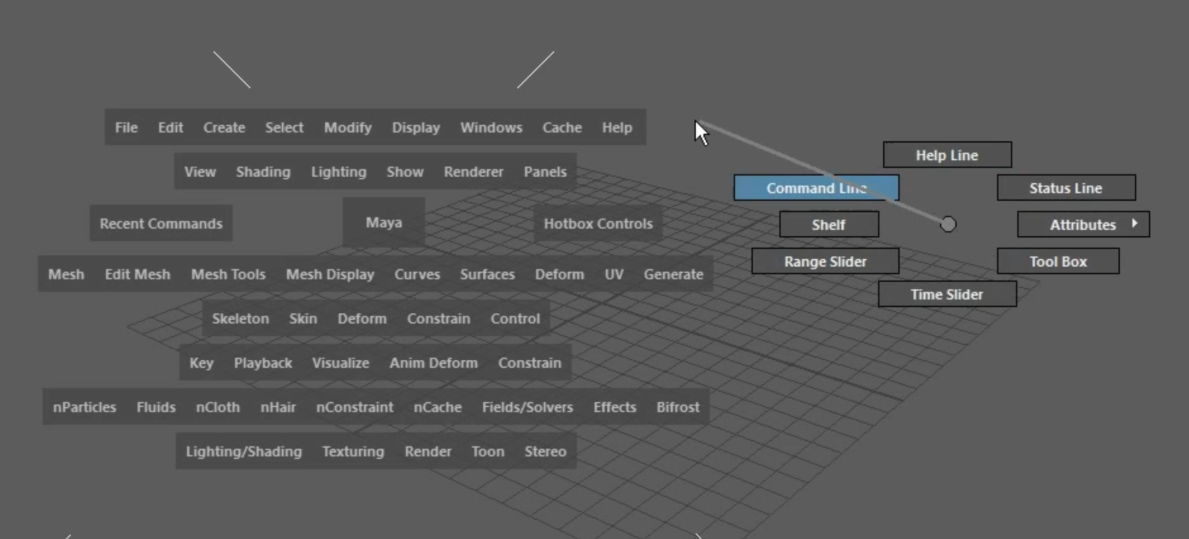 File Edit Create Select Modify Display Windows Cache Help
View Shading Lighting Show Renderer Panels
Recent Commands Maya Hotbox Controls
Mesh Edit Mesh Mesh Tools Mesh Display Curves Surfaces Deform UV Generate
Skeleton Skin Deform Constrain Control
Key Playback Visualize Anim Deform Constrain
nParticles Fluids nCloth nHair nConstraint nCache Fields/Solvers Effects Bifrost
Lighting/Shading Texturing Render Toon Stereo
Help Line
Command Line Status Line
Shelf Attributes
Range Slider Tool Box
Time Slider